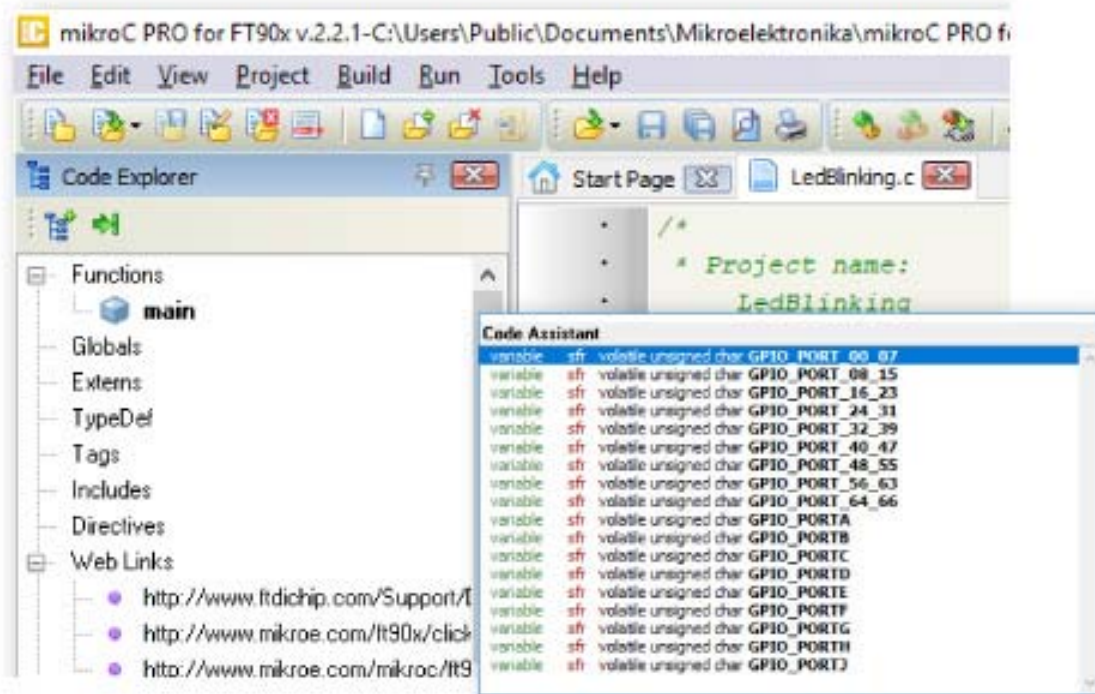 mikroC PRO for FT90x v.2.2.1-C:\Users\Public\Documents\Mikroelektronika\mikroC PRO f
File Edit View Project Build Run Tools Help
Code Explorer
Start Page LedBlinking.c
Functions
main
Globals
Externs
TypeDef
Tags
Includes
Directives
Web Links
http://www.ftdichip.com/Support/D
http://www.mikroe.com/ft90x/click
http://www.mikroe.com/mikroc/ft9
/*
* Project name:
LedBlinking
Code Assistant
variable sfr volatile unsigned char GPIO_PORT_00_07
variable sfr volatile unsigned char GPIO_PORT_08_15
variable sfr volatile unsigned char GPIO_PORT_16_23
variable sfr volatile unsigned char GPIO_PORT_24_31
variable sfr volatile unsigned char GPIO_PORT_32_39
variable sfr volatile unsigned char GPIO_PORT_40_47
variable sfr volatile unsigned char GPIO_PORT_48_55
variable sfr volatile unsigned char GPIO_PORT_56_63
variable sfr volatile unsigned char GPIO_PORT_64_66
variable sfr volatile unsigned char GPIO_PORTA
variable sfr volatile unsigned char GPIO_PORTB
variable sfr volatile unsigned char GPIO_PORTC
variable sfr volatile unsigned char GPIO_PORTD
variable sfr volatile unsigned char GPIO_PORTE
variable sfr volatile unsigned char GPIO_PORTF
variable sfr volatile unsigned char GPIO_PORTG
variable sfr volatile unsigned char GPIO_PORTH
variable sfr volatile unsigned char GPIO_PORTJ